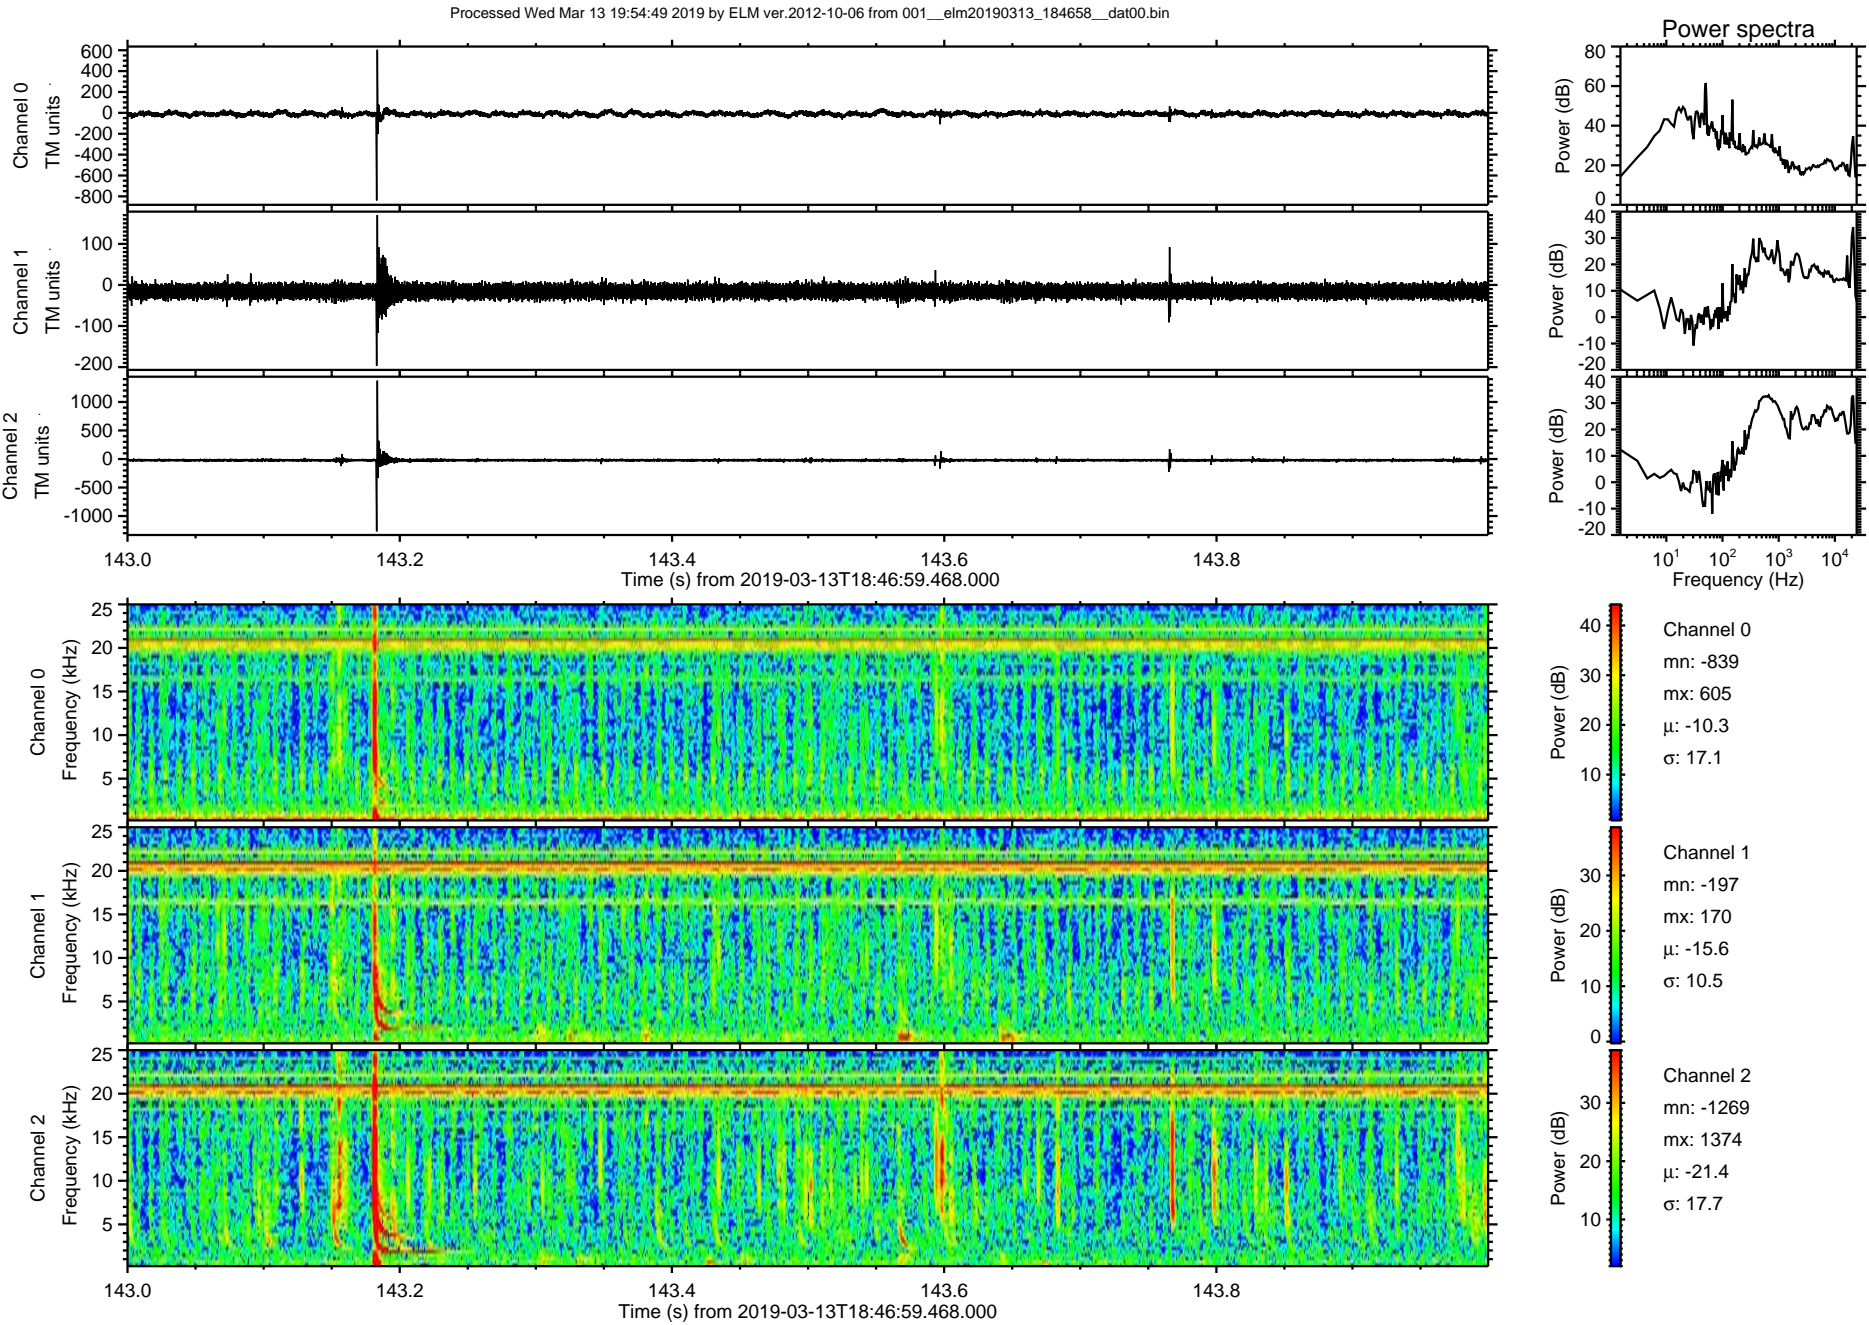 Processed Wed Mar 13 19:54:49 2019 by ELM ver.2012-10-06 from 001__elm20190313_184658__dat00.bin
Power spectra
Channel 0
TM units
600
400
200
0
-200
-400
-600
-800
Power (dB)
80
60
40
20
0
Channel 1
TM units
100
0
-100
-200
Power (dB)
40
30
20
10
0
-10
-20
Channel 2
TM units
1000
500
0
-500
-1000
Power (dB)
40
30
20
10
0
-10
-20
143.0 143.2 143.4 143.6 143.8
Time (s) from 2019-03-13T18:46:59.468.000
10^1 10^2 10^3 10^4
Frequency (Hz)
Channel 0
Frequency (kHz)
25
20
15
10
5
Power (dB)
40
30
20
10
Channel 0
mn: -839
mx: 605
μ: -10.3
σ: 17.1
Channel 1
Frequency (kHz)
25
20
15
10
5
Power (dB)
30
20
10
0
Channel 1
mn: -197
mx: 170
μ: -15.6
σ: 10.5
Channel 2
Frequency (kHz)
25
20
15
10
5
Power (dB)
30
20
10
Channel 2
mn: -1269
mx: 1374
μ: -21.4
σ: 17.7
143.0 143.2 143.4 143.6 143.8
Time (s) from 2019-03-13T18:46:59.468.000